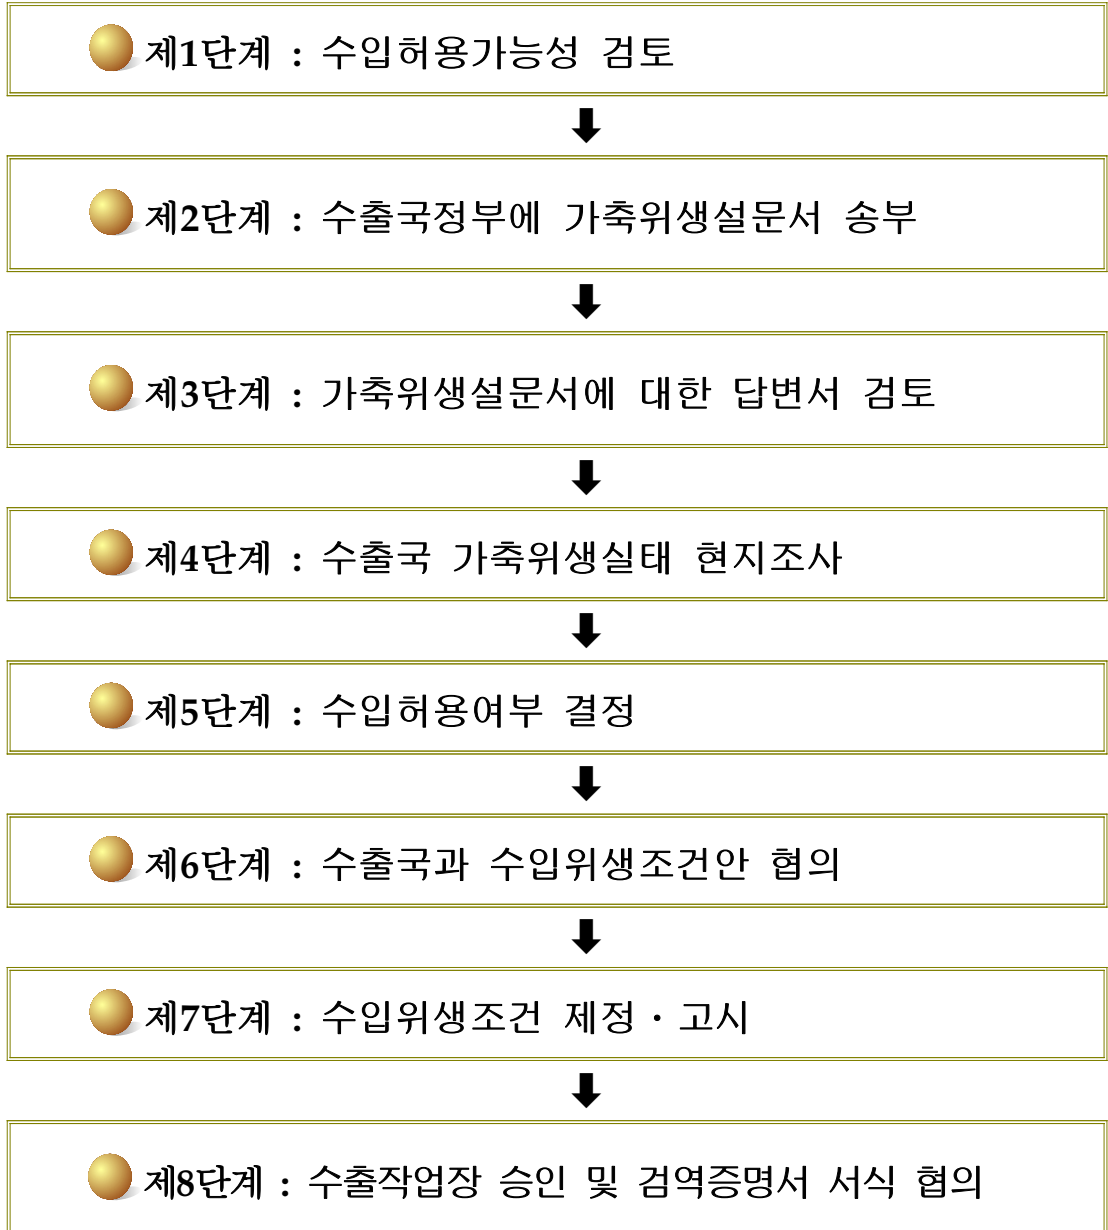 제1단계 : 수입허용가능성 검토
제2단계 : 수출국정부에 가축위생설문서 송부
제3단계 : 가축위생설문서에 대한 답변서 검토
제4단계 : 수출국 가축위생실태 현지조사
제5단계 : 수입허용여부 결정
제6단계 : 수출국과 수입위생조건안 협의
제7단계 : 수입위생조건 제정·고시
제8단계 : 수출작업장 승인 및 검역증명서 서식 협의